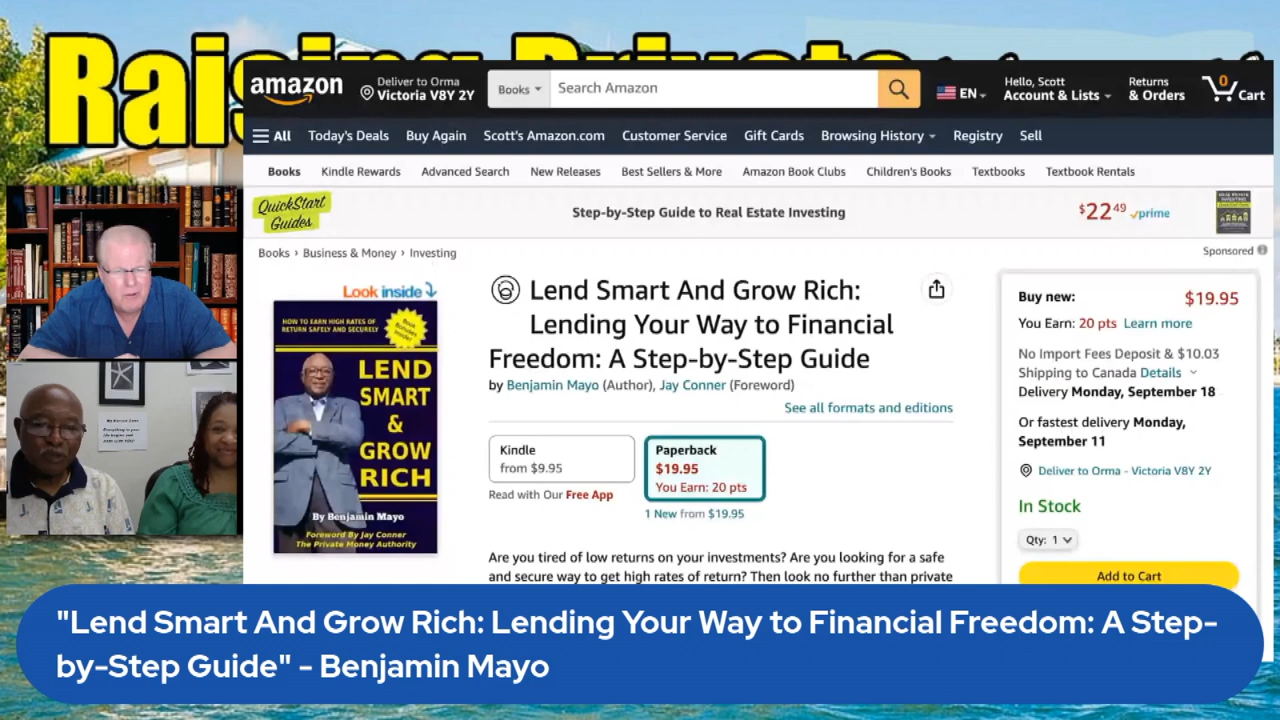 Raising Private
amazon
Deliver to Orma
Victoria V8Y 2Y
Books
Search Amazon
EN
Hello, Scott
Account & Lists
Returns
& Orders
0
Cart
All
Today's Deals
Buy Again
Scott's Amazon.com
Customer Service
Gift Cards
Browsing History
Registry
Sell
Books
Kindle Rewards
Advanced Search
New Releases
Best Sellers & More
Amazon Book Clubs
Children's Books
Textbooks
Textbook Rentals
QuickStart
Guides
Step-by-Step Guide to Real Estate Investing
$22 49 prime
Sponsored
Books › Business & Money › Investing
Look inside
HOW TO EARN HIGH RATES OF
RETURN SAFELY AND SECURELY
LEND
SMART
&
GROW
RICH
By Benjamin Mayo
Foreword By Jay Conner
The Private Money Authority
Lend Smart And Grow Rich:
Lending Your Way to Financial
Freedom: A Step-by-Step Guide
by Benjamin Mayo (Author), Jay Conner (Foreword)
See all formats and editions
Kindle
from $9.95
Read with Our Free App
Paperback
$19.95
You Earn: 20 pts
1 New from $19.95
Are you tired of low returns on your investments? Are you looking for a safe
and secure way to get high rates of return? Then look no further than private
Buy new:
$19.95
You Earn: 20 pts Learn more
No Import Fees Deposit & $10.03
Shipping to Canada Details
Delivery Monday, September 18
Or fastest delivery Monday,
September 11
Deliver to Orma - Victoria V8Y 2Y
In Stock
Qty: 1
Add to Cart
"Lend Smart And Grow Rich: Lending Your Way to Financial Freedom: A Step-
by-Step Guide" - Benjamin Mayo